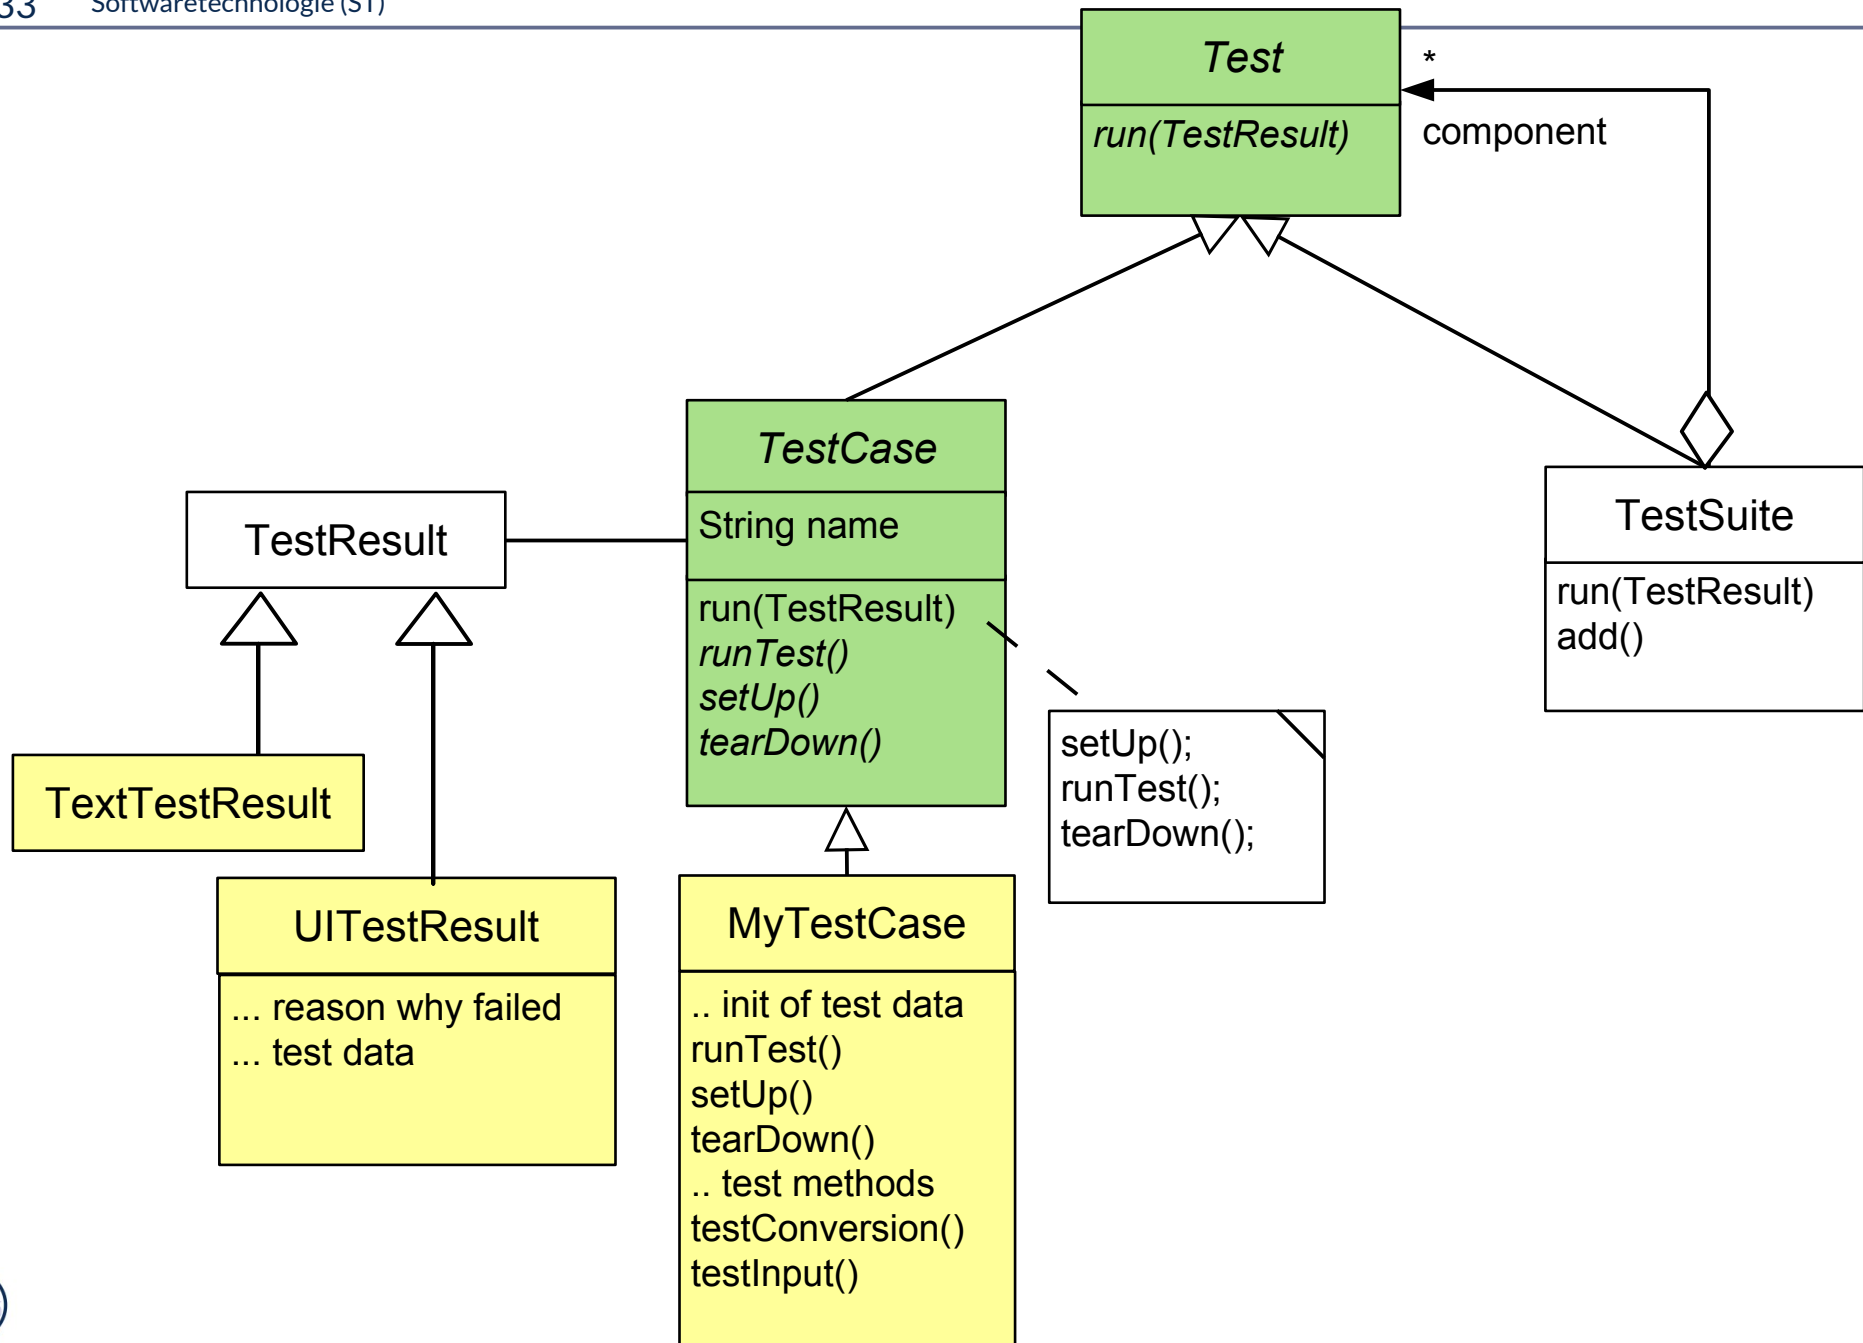 33 Softwaretechnologie (ST)
Test
run(TestResult)
*
component
TestCase
String name
run(TestResult)
runTest()
setUp()
tearDown()
TestResult
TestSuite
run(TestResult)
add()
setUp();
runTest();
tearDown();
TextTestResult
UITestResult
... reason why failed
... test data
MyTestCase
.. init of test data
runTest()
setUp()
tearDown()
.. test methods
testConversion()
testInput()